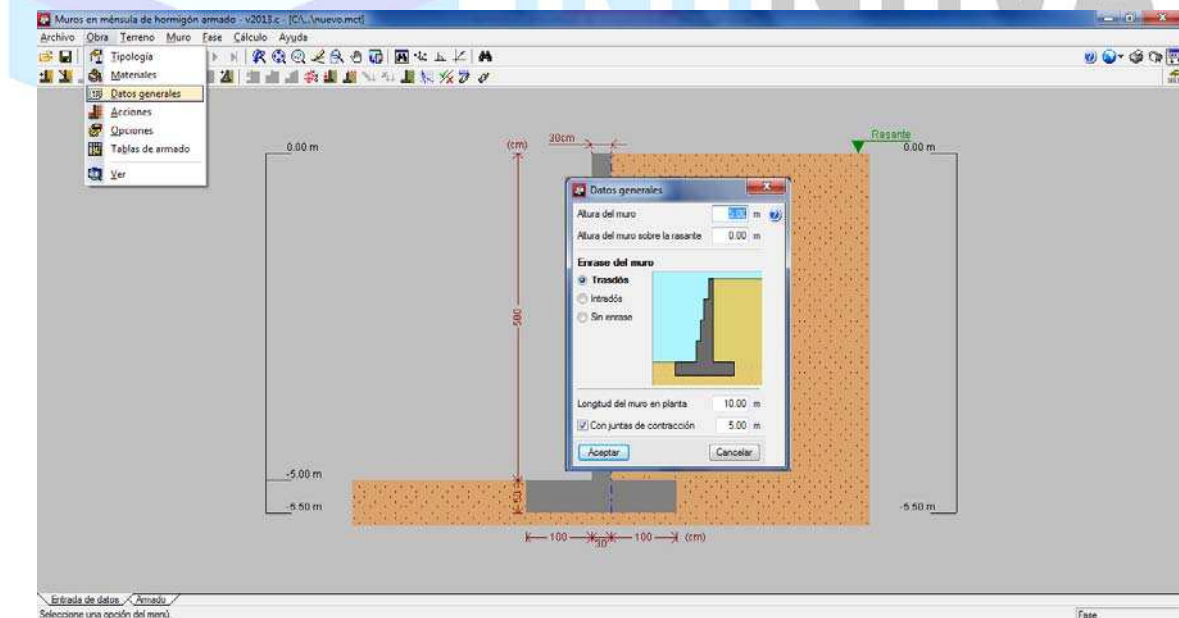 Muros en ménsula de hormigón armado - v2013.c - [C:\...\nuevo.mct]
Archivo Obra Terreno Muro Fase Cálculo Ayuda
Tipología
Materiales
Datos generales
Acciones
Opciones
Tablas de armado
Ver
0.00 m
(cm)
30cm
Rasante
0.00 m
Datos generales
Altura del muro 5.00 m
Altura del muro sobre la rasante 0.00 m
Enrase del muro
Trasdós
Intradós
Sin enrase
500
Longitud del muro en planta 10.00 m
Con juntas de contracción 5.00 m
Aceptar Cancelar
-5.00 m
50
-5.50 m
-5.50 m
100 30 100 (cm)
Entrada de datos Armado
Seleccione una opción del menú.
Fase